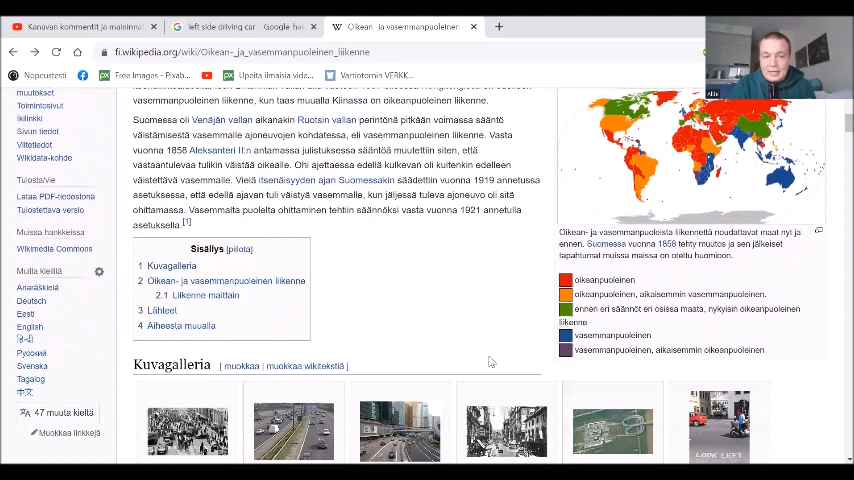 Kanavan kommentit ja maininnat
left side driving car - Google-hak
Oikean- ja vasemmanpuoleinen
fi.wikipedia.org/wiki/Oikean-_ja_vasemmanpuoleinen_liikenne
Nopeustesti
Free Images - Pixab...
Upeita ilmaisia vide...
Vartiotornin VERKK...
muutokset
Toimintosivut
Ikilinkki
Sivun tiedot
Viitetiedot
Wikidata-kohde
Tulosta/vie
Lataa PDF-tiedostona
Tulostettava versio
Muissa hankkeissa
Wikimedia Commons
Muilla kielillä
Anarâškielâ
Deutsch
Eesti
English
हिन्दी
Русский
Svenska
Tagalog
中文
47 muuta kieltä
Muokkaa linkkejä
vasemmanpuoleinen liikenne, kun taas muualla Kiinassa on oikeanpuoleinen liikenne.
Suomessa oli Venäjän vallan aikanakin Ruotsin vallan perintönä pitkään voimassa sääntö
väistämisestä vasemmalle ajoneuvojen kohdatessa, eli vasemmanpuoleinen liikenne. Vasta
vuonna 1858 Aleksanteri II:n antamassa julistuksessa sääntöä muutettiin siten, että
vastaantulevaa tulikin väistää oikealle. Ohi ajettaessa edellä kulkevan oli kuitenkin edelleen
väistettävä vasemmalle. Vielä itsenäisyyden ajan Suomessakin säädettiin vuonna 1919 annetussa
asetuksessa, että edellä ajavan tuli väistyä vasemmalle, kun jäljessä tuleva ajoneuvo oli sitä
ohittamassa. Vasemmalta puolelta ohittaminen tehtiin säännöksi vasta vuonna 1921 annetulla
asetuksella.[1]
Sisällys [piilota]
1 Kuvagalleria
2 Oikean- ja vasemmanpuoleinen liikenne
2.1 Liikenne maittain
3 Lähteet
4 Aiheesta muualla
Kuvagalleria [ muokkaa | muokkaa wikitekstiä ]
Oikean- ja vasemmanpuoleista liikennettä noudattavat maat nyt ja
ennen. Suomessa vuonna 1858 tehty muutos ja sen jälkeiset
tapahtumat muissa maissa on otettu huomioon.
oikeanpuoleinen
oikeanpuoleinen, aikaisemmin vasemmanpuoleinen.
ennen eri säännöt eri osissa maata, nykyisin oikeanpuoleinen
liikenne
vasemmanpuoleinen
vasemmanpuoleinen, aikaisemmin oikeanpuoleinen
LOOK LEFT